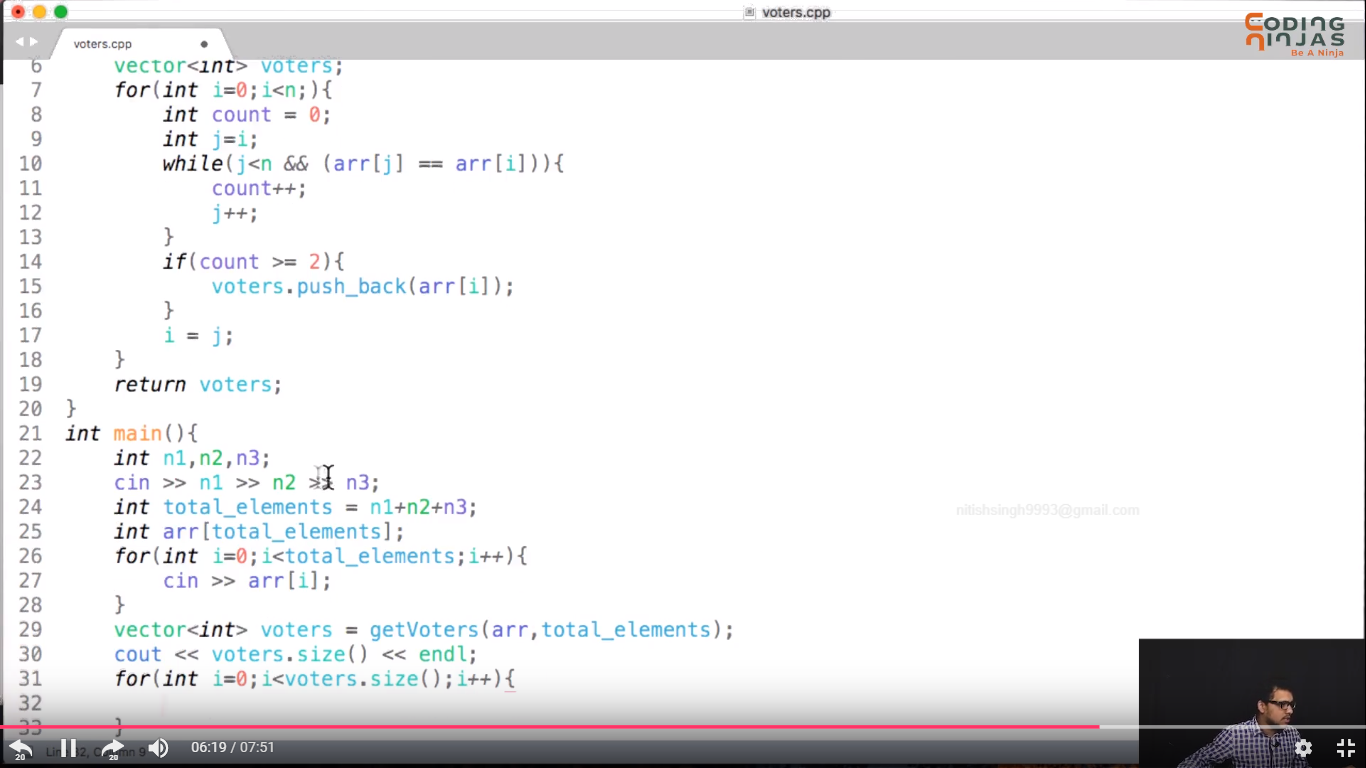 voters.cpp
CODING
NINJAS
Be A Ninja
voters.cpp
6 vector<int> voters;
7 for(int i=0;i<n;){
8 int count = 0;
9 int j=i;
10 while(j<n && (arr[j] == arr[i])){
11 count++;
12 j++;
13 }
14 if(count >= 2){
15 voters.push_back(arr[i]);
16 }
17 i = j;
18 }
19 return voters;
20 }
21 int main(){
22 int n1,n2,n3;
23 cin >> n1 >> n2 >> n3;
24 int total_elements = n1+n2+n3;
nitishsingh9993@gmail.com
25 int arr[total_elements];
26 for(int i=0;i<total_elements;i++){
27 cin >> arr[i];
28 }
29 vector<int> voters = getVoters(arr,total_elements);
30 cout << voters.size() << endl;
31 for(int i=0;i<voters.size();i++){
32
33 }
20 20 06:19 / 07:51